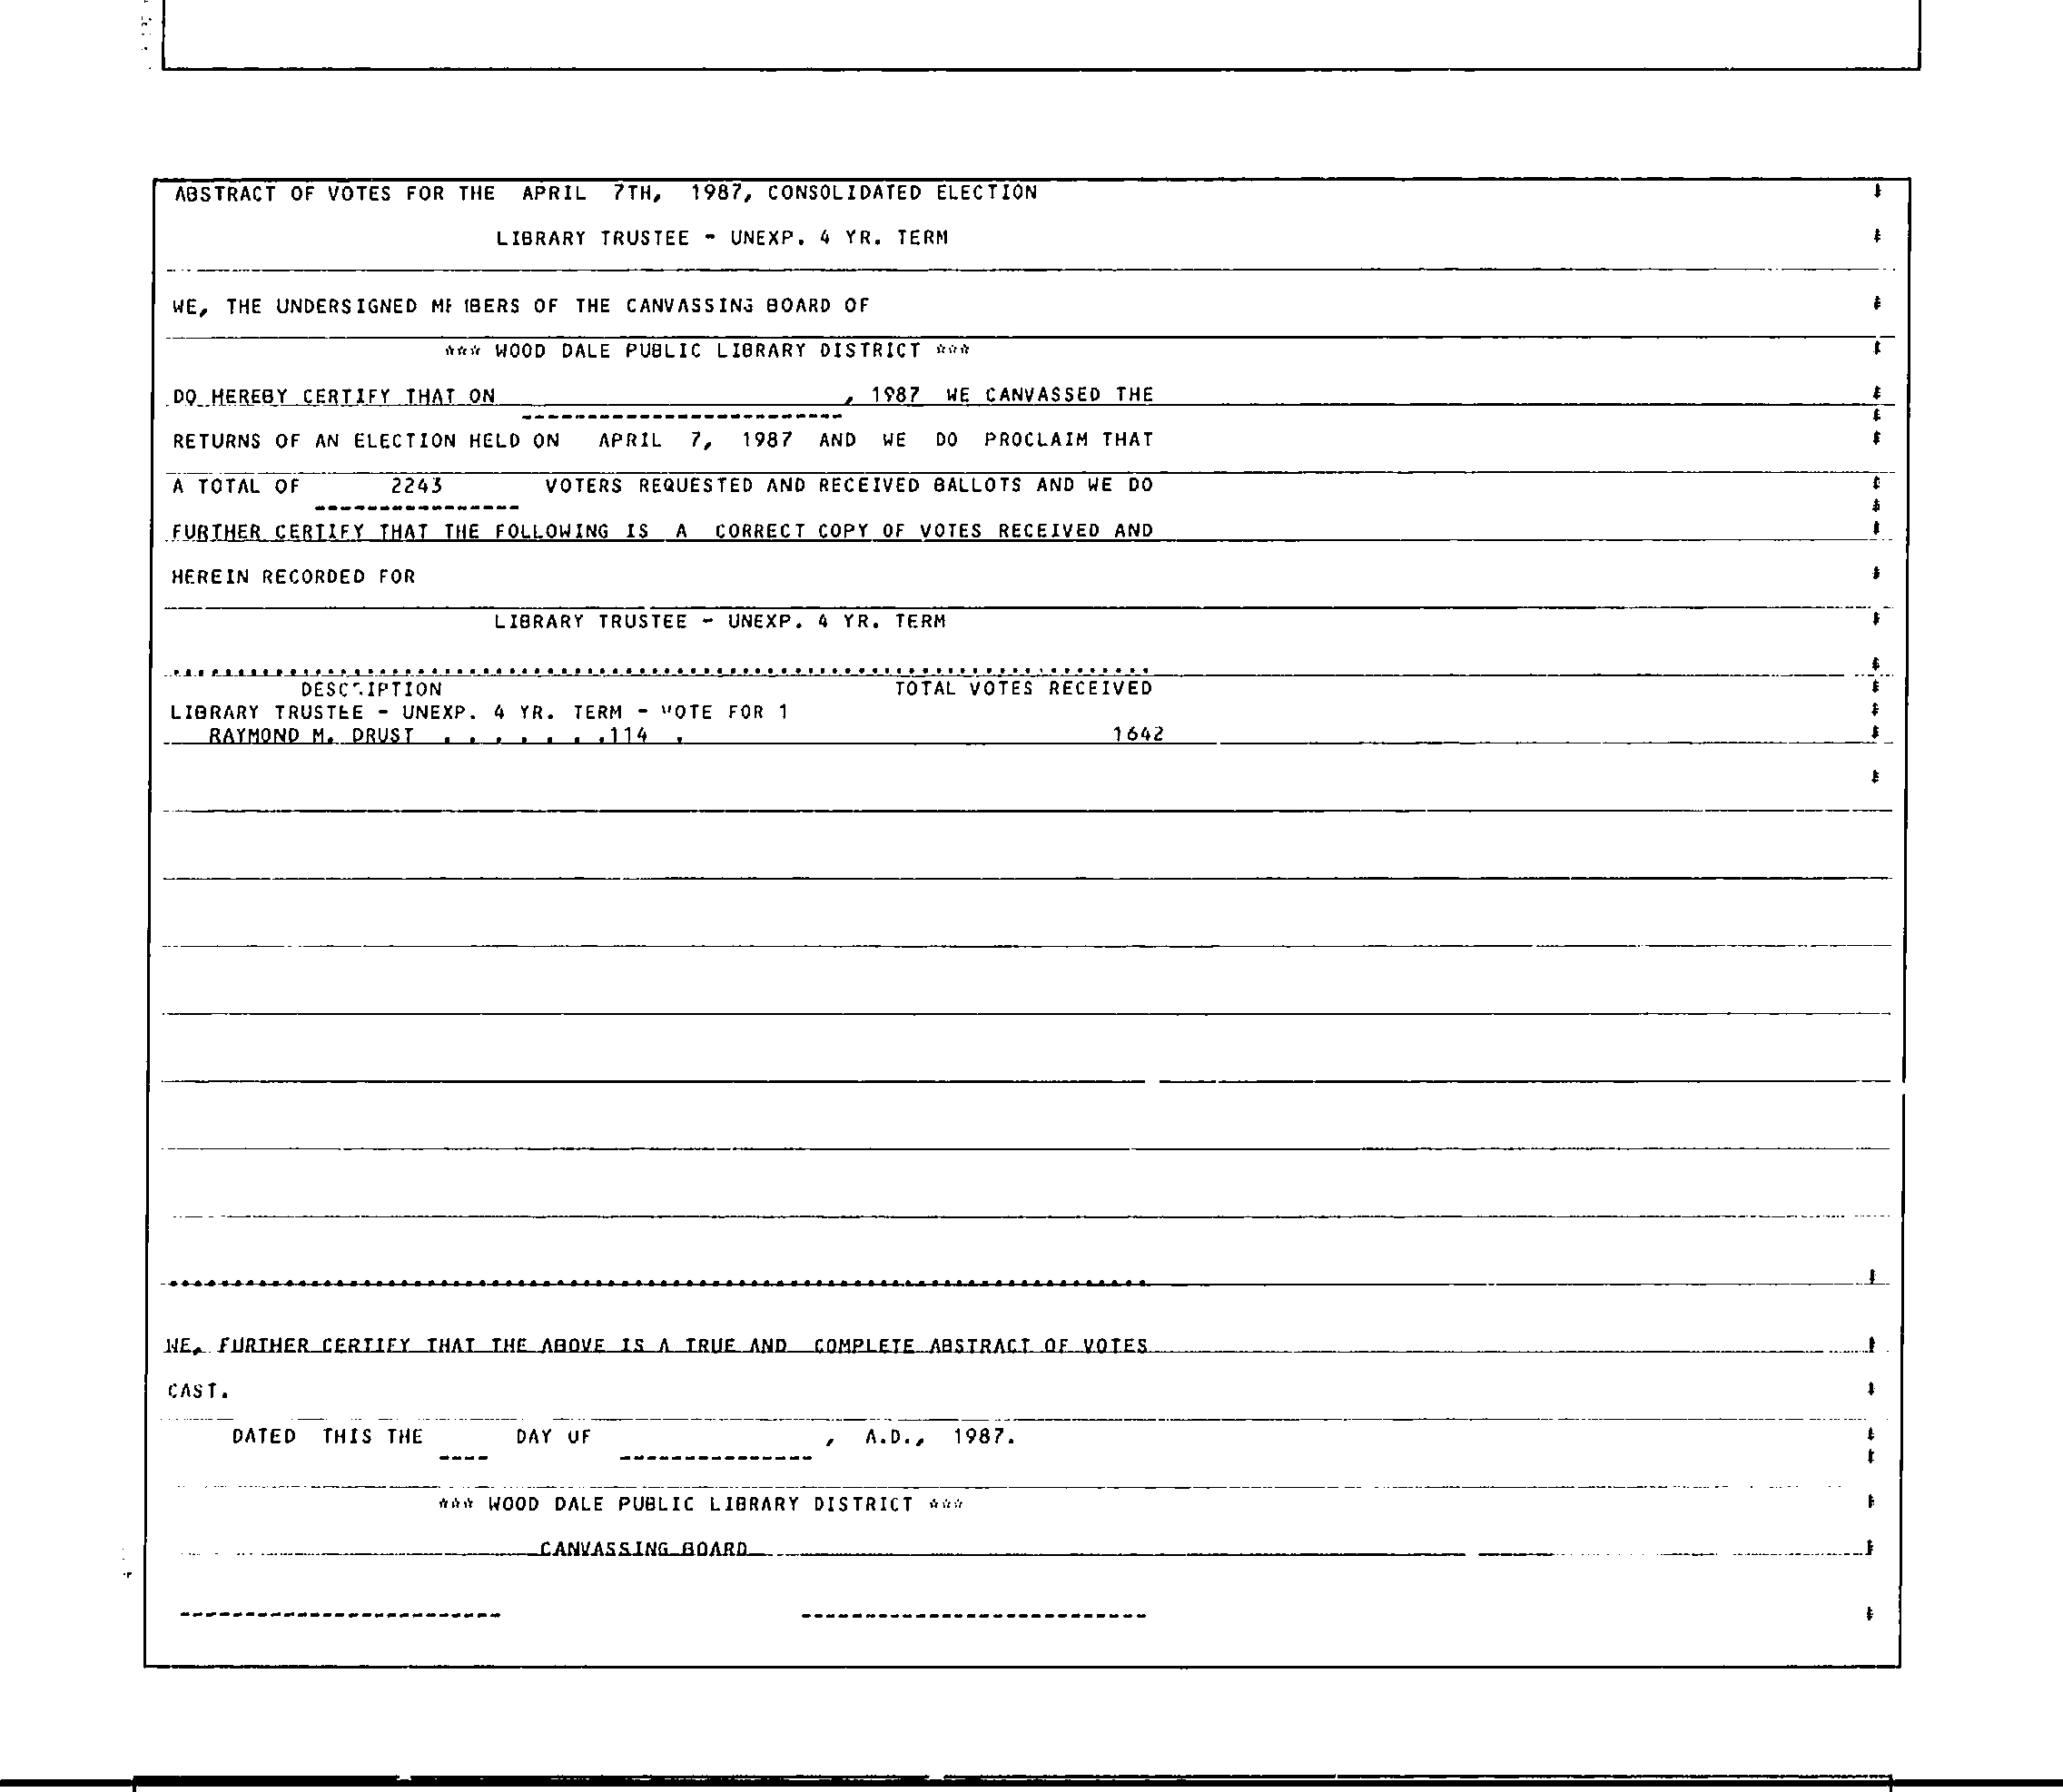 ABSTRACT OF VOTES FOR THE APRIL 7TH, 1987, CONSOLIDATED ELECTION
LIBRARY TRUSTEE - UNEXP. 4 YR. TERM
WE, THE UNDERSIGNED OF THE CANVASSING BOARD OF
*** WOOD DALE PUBLIC LIBRARY DISTRICT ***
DO HEREBY CERTIFY THAT ON , 1987 WE CANVASSED THE
RETURNS OF AN ELECTION HELD ON APRIL 7, 1987 AND WE DO PROCLAIM THAT
A TOTAL OF 2243 VOTERS REQUESTED AND RECEIVED BALLOTS AND WE DO
FURTHER CERTIFY THAT THE FOLLOWING IS A CORRECT COPY OF VOTES RECEIVED AND
HEREIN RECORDED FOR
LIBRARY TRUSTEE - UNEXP. 4 YR. TERM
DESCRIPTION TOTAL VOTES RECEIVED
LIBRARY TRUSTEE - UNEXP. 4 YR. TERM - VOTE FOR 1
RAYMOND M. DRUST . . . . . . .114 . 1642
WE, FURTHER CERTIFY THAT THE ABOVE IS A TRUE AND COMPLETE ABSTRACT OF VOTES
CAST.
DATED THIS THE ---- DAY OF --------------- , A.D., 1987.
*** WOOD DALE PUBLIC LIBRARY DISTRICT ***
CANVASSING BOARD